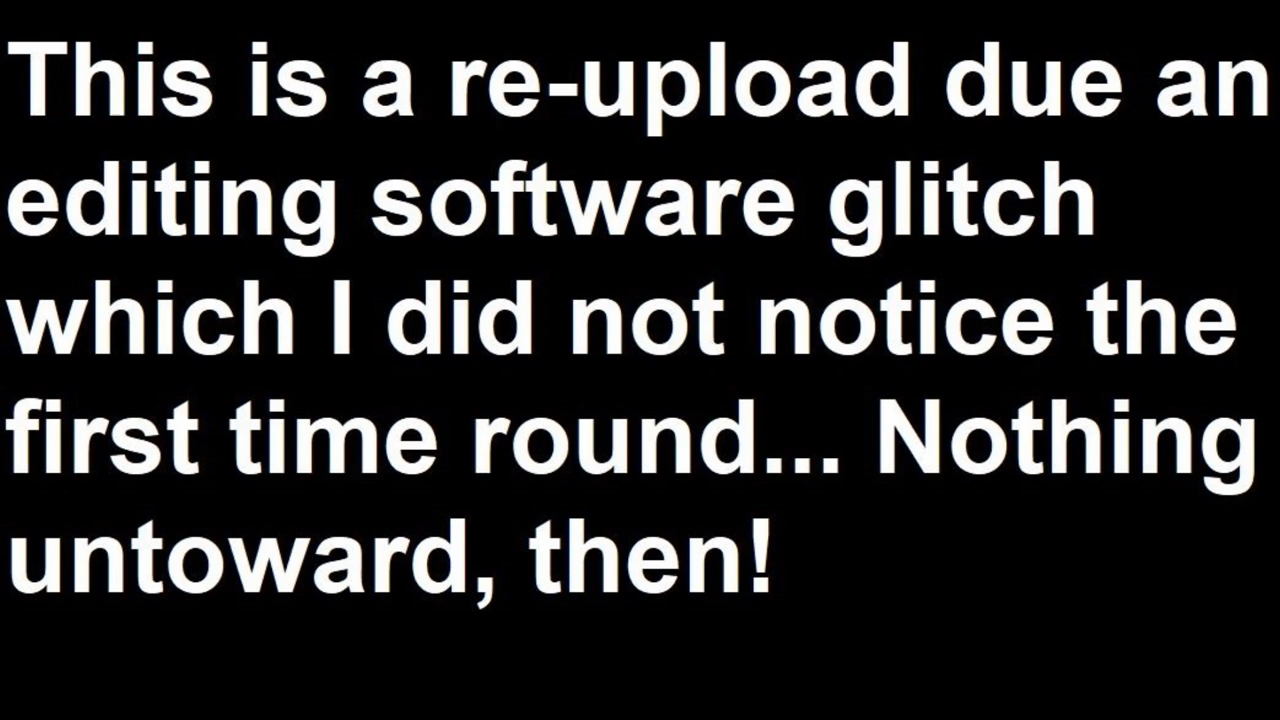 This is a re-upload due an
editing software glitch
which I did not notice the
first time round... Nothing
untoward, then!